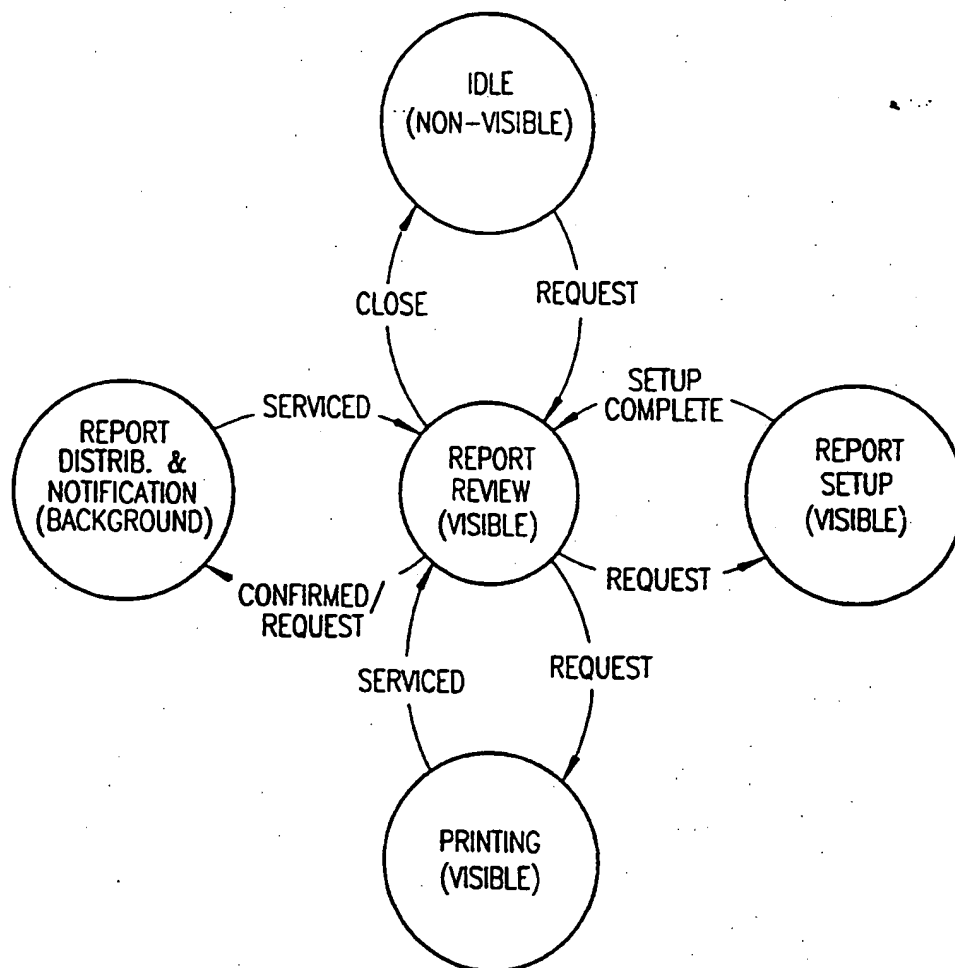 IDLE
(NON-VISIBLE)
CLOSE
REQUEST
SERVICED
SETUP
COMPLETE
REPORT
DISTRIB. &
NOTIFICATION
(BACKGROUND)
REPORT
REVIEW
(VISIBLE)
REPORT
SETUP
(VISIBLE)
CONFIRMED/
REQUEST
REQUEST
SERVICED
REQUEST
PRINTING
(VISIBLE)